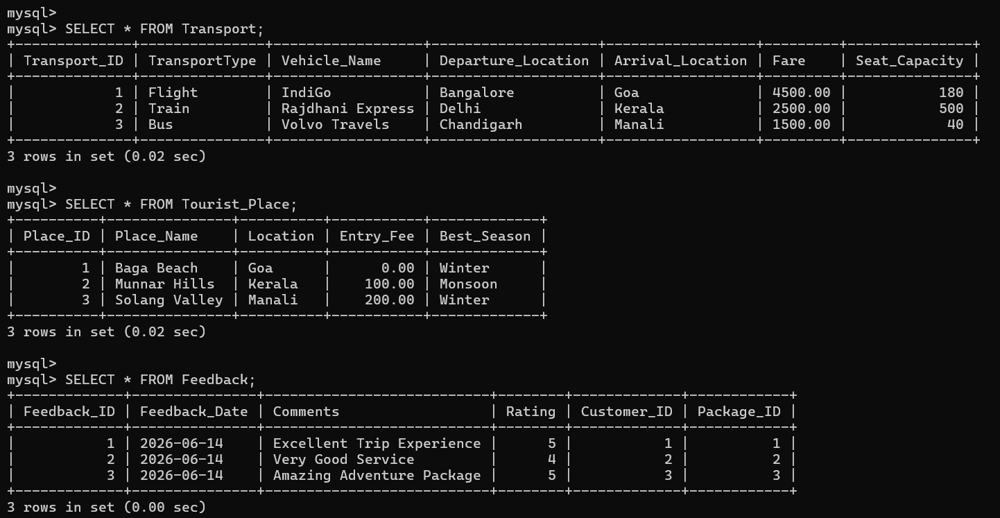 mysql>
mysql> SELECT * FROM Transport;
+--------------+---------------+------------------+--------------------+------------------+---------+---------------+
| Transport_ID | TransportType | Vehicle_Name     | Departure_Location | Arrival_Location | Fare    | Seat_Capacity |
+--------------+---------------+------------------+--------------------+------------------+---------+---------------+
|            1 | Flight        | IndiGo           | Bangalore          | Goa              | 4500.00 |           180 |
|            2 | Train         | Rajdhani Express | Delhi              | Kerala           | 2500.00 |           500 |
|            3 | Bus           | Volvo Travels    | Chandigarh         | Manali           | 1500.00 |            40 |
+--------------+---------------+------------------+--------------------+------------------+---------+---------------+
3 rows in set (0.02 sec)

mysql>
mysql> SELECT * FROM Tourist_Place;
+----------+---------------+----------+-----------+-------------+
| Place_ID | Place_Name    | Location | Entry_Fee | Best_Season |
+----------+---------------+----------+-----------+-------------+
|        1 | Baga Beach    | Goa      |      0.00 | Winter      |
|        2 | Munnar Hills  | Kerala   |    100.00 | Monsoon     |
|        3 | Solang Valley | Manali   |    200.00 | Winter      |
+----------+---------------+----------+-----------+-------------+
3 rows in set (0.02 sec)

mysql>
mysql> SELECT * FROM Feedback;
+-------------+---------------+---------------------------+--------+-------------+------------+
| Feedback_ID | Feedback_Date | Comments                  | Rating | Customer_ID | Package_ID |
+-------------+---------------+---------------------------+--------+-------------+------------+
|           1 | 2026-06-14    | Excellent Trip Experience |      5 |           1 |          1 |
|           2 | 2026-06-14    | Very Good Service         |      4 |           2 |          2 |
|           3 | 2026-06-14    | Amazing Adventure Package |      5 |           3 |          3 |
+-------------+---------------+---------------------------+--------+-------------+------------+
3 rows in set (0.00 sec)